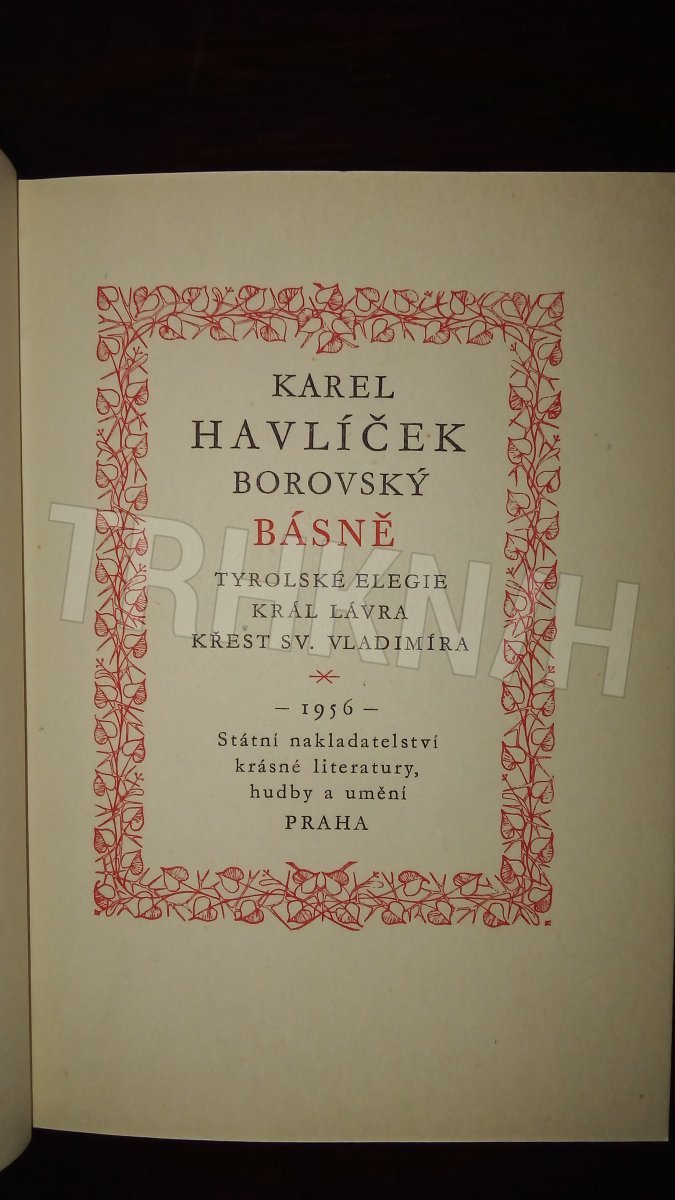 KAREL
HAVLÍČEK
BOROVSKÝ
BÁSNĚ
TYROLSKÉ ELEGIE
KRÁL LÁVRA
KŘEST SV. VLADIMÍRA
– 1956 –
Státní nakladatelství
krásné literatury,
hudby a umění
PRAHA
TRHKNIH